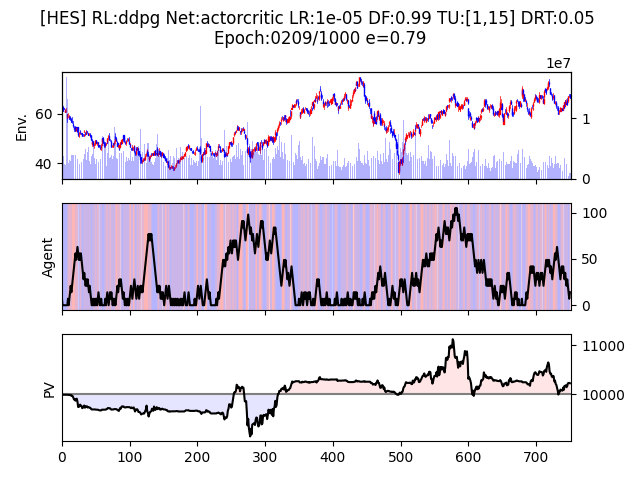 [HES] RL:ddpg Net:actorcritic LR:1e-05 DF:0.99 TU:[1,15] DRT:0.05
Epoch:0209/1000 e=0.79
1e7
Env.
60
40
1
0
Agent
100
50
0
PV
11000
10000
0 100 200 300 400 500 600 700